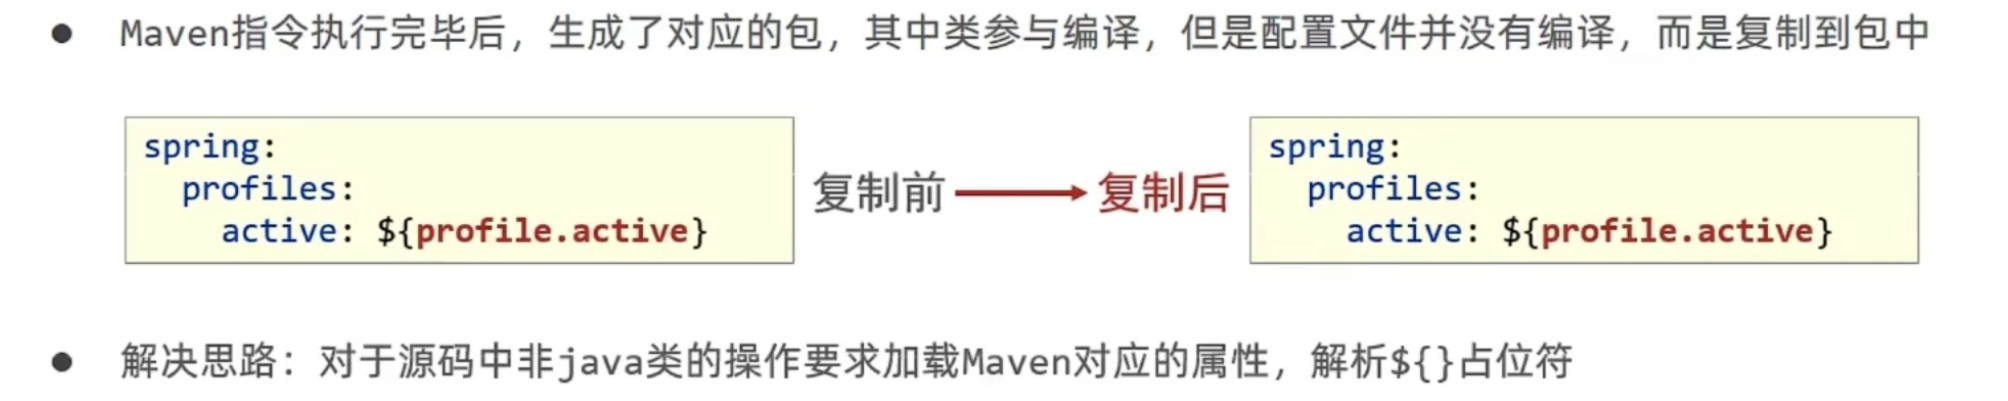 ● Maven指令执行完毕后，生成了对应的包，其中类参与编译，但是配置文件并没有编译，而是复制到包中
spring:
profiles:
active: ${profile.active}
复制前
复制后
spring:
profiles:
active: ${profile.active}
● 解决思路：对于源码中非java类的操作要求加载Maven对应的属性，解析${}占位符